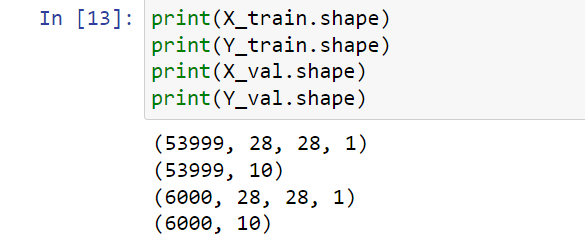 In [13]: print(X_train.shape)
print(Y_train.shape)
print(X_val.shape)
print(Y_val.shape)
(53999, 28, 28, 1)
(53999, 10)
(6000, 28, 28, 1)
(6000, 10)